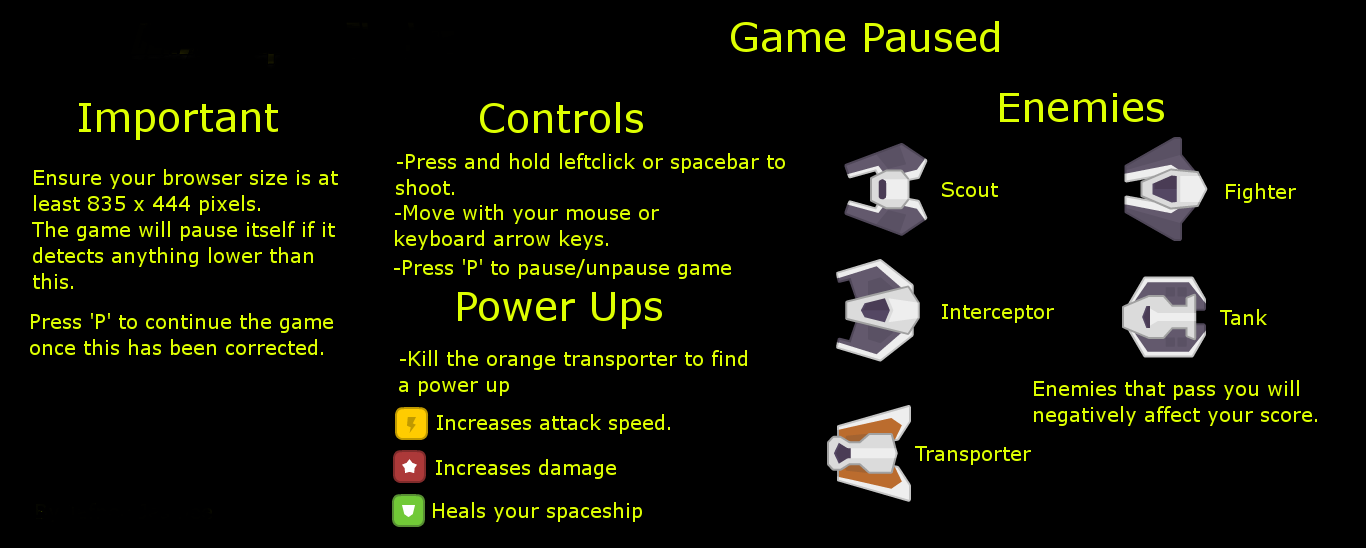 Game Paused
Important
Ensure your browser size is at
least 835 x 444 pixels.
The game will pause itself if it
detects anything lower than
this.
Press 'P' to continue the game
once this has been corrected.
Controls
-Press and hold leftclick or spacebar to
shoot.
-Move with your mouse or
keyboard arrow keys.
-Press 'P' to pause/unpause game
Power Ups
-Kill the orange transporter to find
a power up
Increases attack speed.
Increases damage
Heals your spaceship
Enemies
Scout
Fighter
Interceptor
Tank
Enemies that pass you will
negatively affect your score.
Transporter